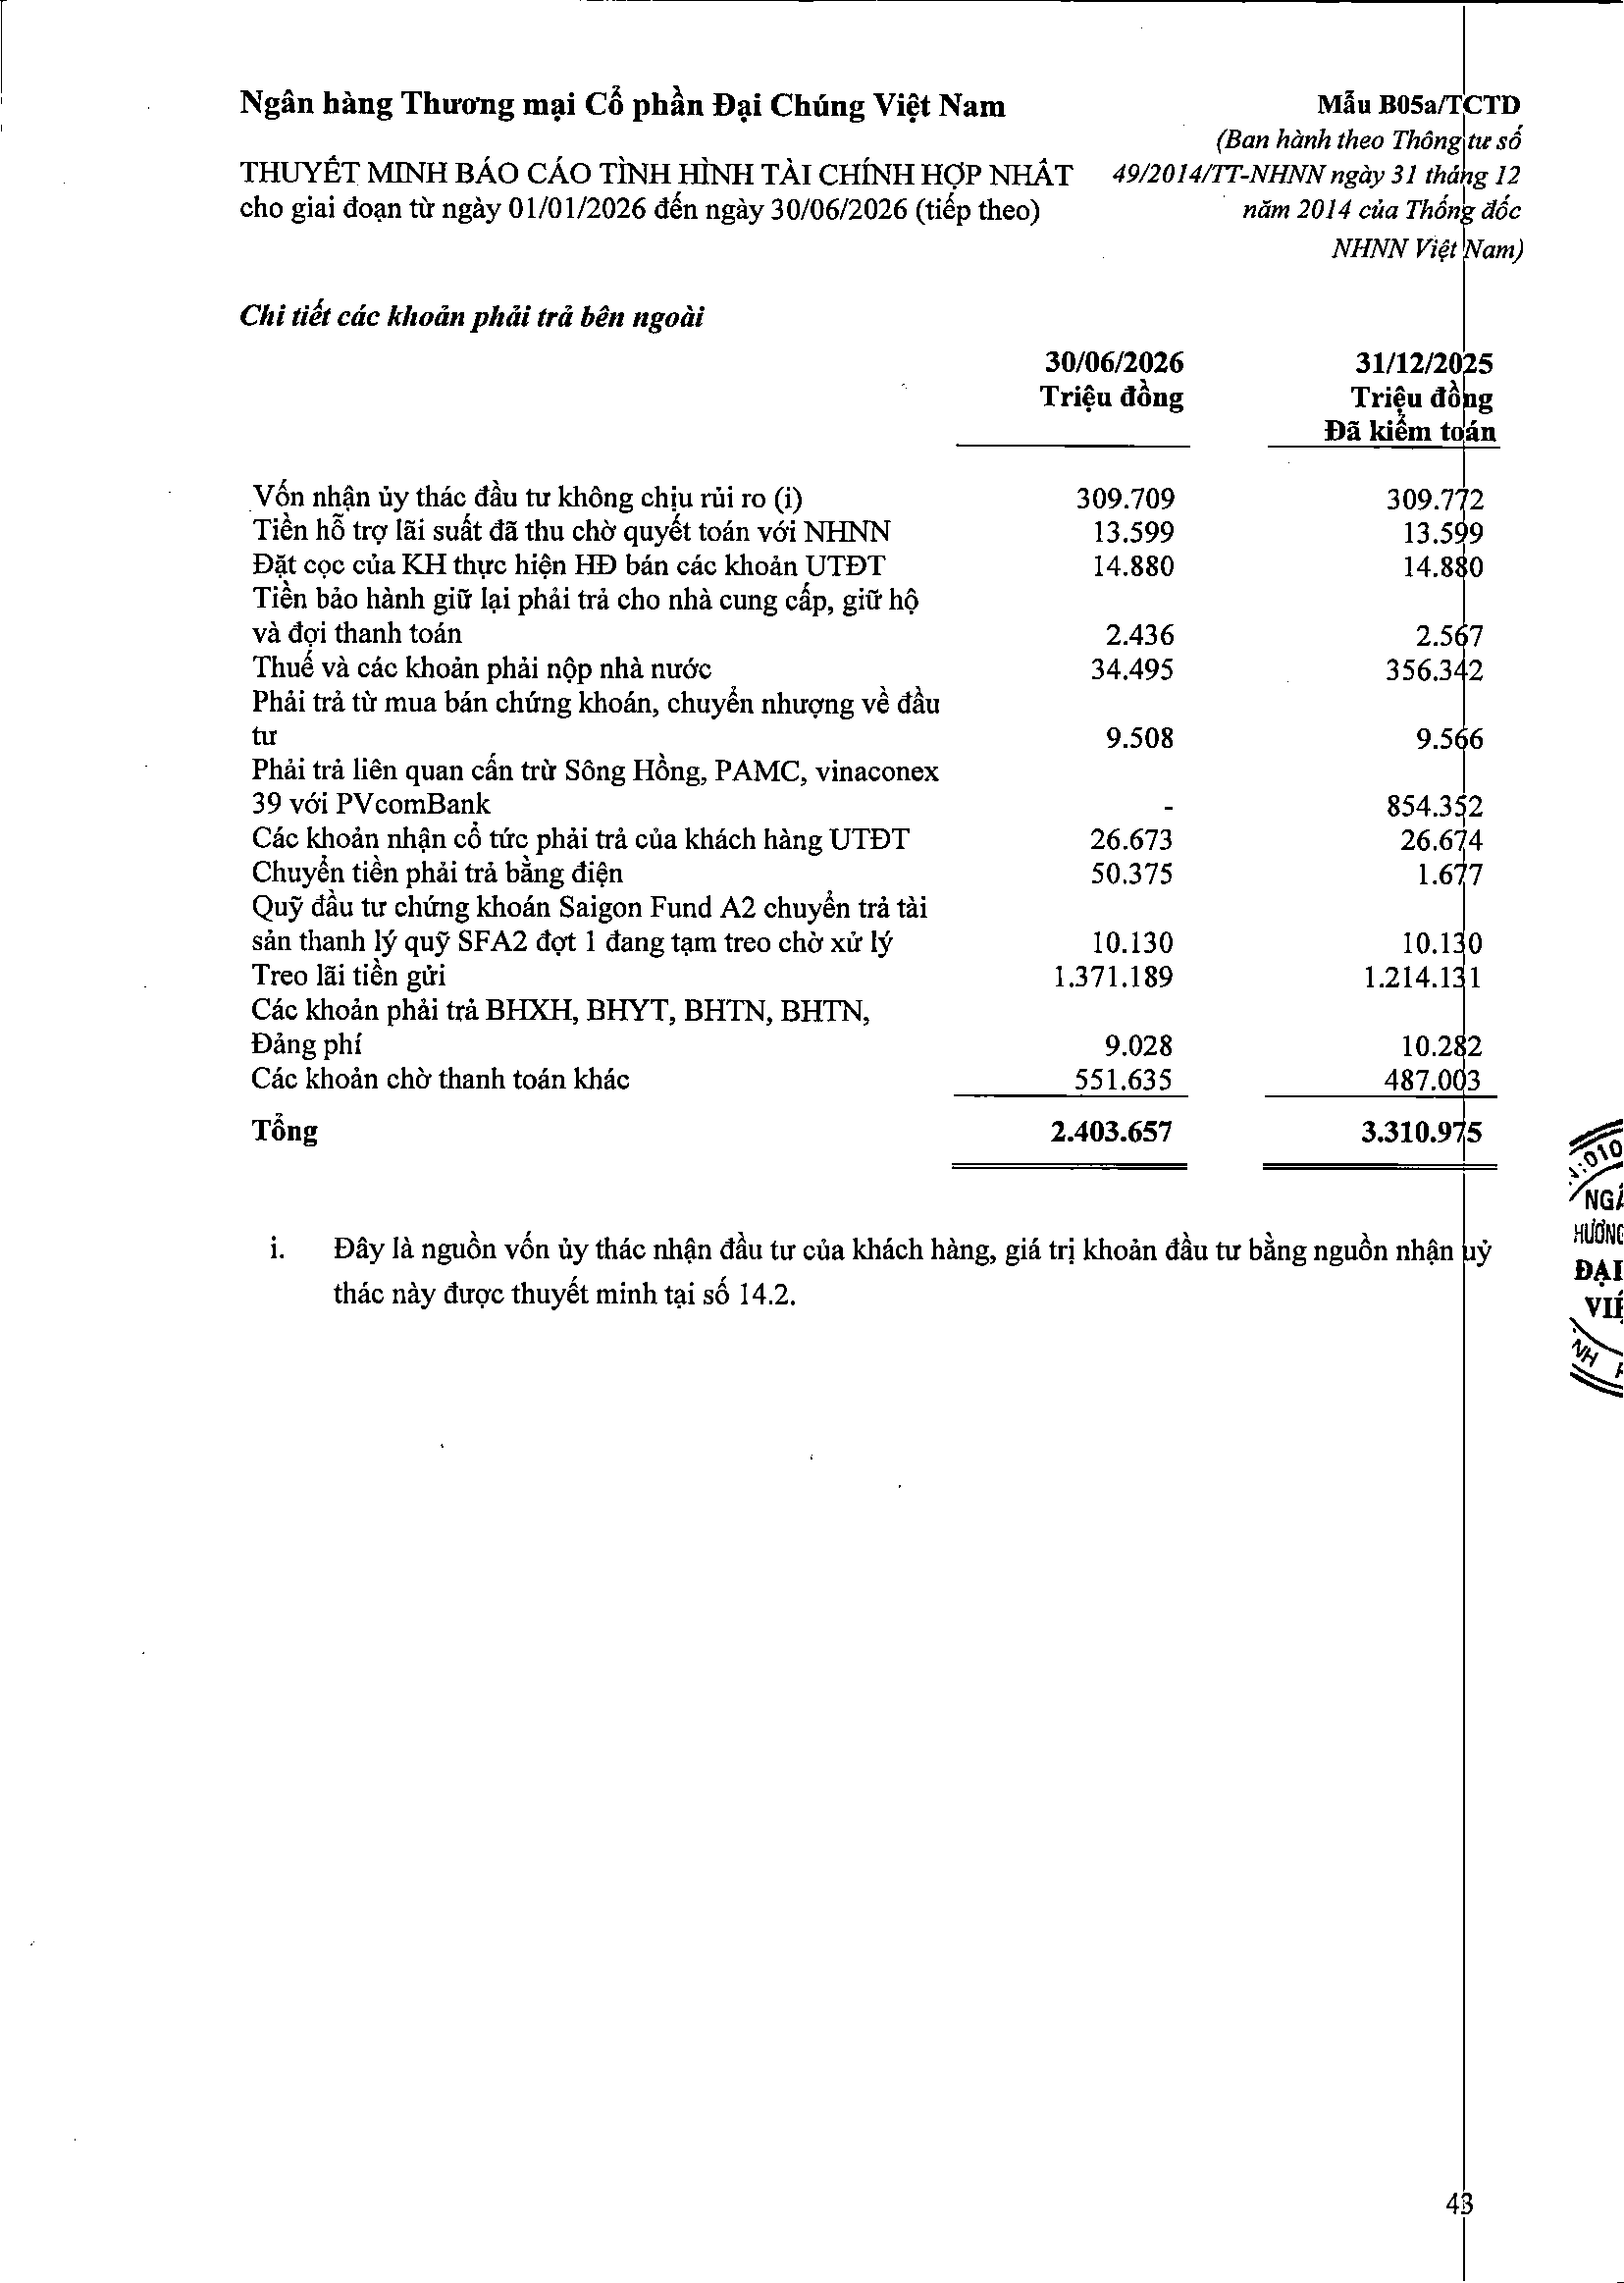 Ngân hàng Thương mại Cổ phần Đại Chúng Việt Nam
Mẫu B05a/TCTD
(Ban hành theo Thông tư số
THUYẾT MINH BÁO CÁO TÌNH HÌNH TÀI CHÍNH HỢP NHẤT 49/2014/TT-NHNN ngày 31 tháng 12
cho giai đoạn từ ngày 01/01/2026 đến ngày 30/06/2026 (tiếp theo) năm 2014 của Thống đốc
NHNN Việt Nam)
Chi tiết các khoản phải trả bên ngoài
30/06/2026 31/12/2025
Triệu đồng Triệu đồng
Đã kiểm toán
Vốn nhận ủy thác đầu tư không chịu rủi ro (i) 309.709 309.772
Tiền hỗ trợ lãi suất đã thu chờ quyết toán với NHNN 13.599 13.599
Đặt cọc của KH thực hiện HĐ bán các khoản UTĐT 14.880 14.880
Tiền bảo hành giữ lại phải trả cho nhà cung cấp, giữ hộ
và đợi thanh toán 2.436 2.567
Thuế và các khoản phải nộp nhà nước 34.495 356.342
Phải trả từ mua bán chứng khoán, chuyển nhượng về đầu
tư 9.508 9.566
Phải trả liên quan cấn trừ Sông Hồng, PAMC, vinaconex
39 với PVcomBank - 854.352
Các khoản nhận cổ tức phải trả của khách hàng UTĐT 26.673 26.674
Chuyển tiền phải trả bằng điện 50.375 1.677
Quỹ đầu tư chứng khoán Saigon Fund A2 chuyển trả tài
sản thanh lý quỹ SFA2 đợt 1 đang tạm treo chờ xử lý 10.130 10.130
Treo lãi tiền gửi 1.371.189 1.214.131
Các khoản phải trả BHXH, BHYT, BHTN, BHTN,
Đảng phí 9.028 10.282
Các khoản chờ thanh toán khác 551.635 487.003
Tổng 2.403.657 3.310.975
i. Đây là nguồn vốn ủy thác nhận đầu tư của khách hàng, giá trị khoản đầu tư bằng nguồn nhận uỷ
thác này được thuyết minh tại số 14.2.
:010
NGÂ
ĐẠI
43